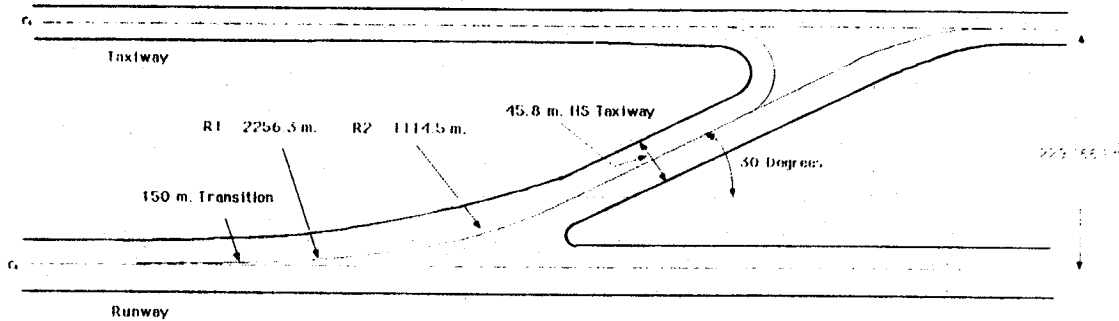 Taxiway
45.8 m. HS Taxiway
R1 2256.3 m. R2 1114.5 m.
30 Degrees
150 m. Transition
Runway